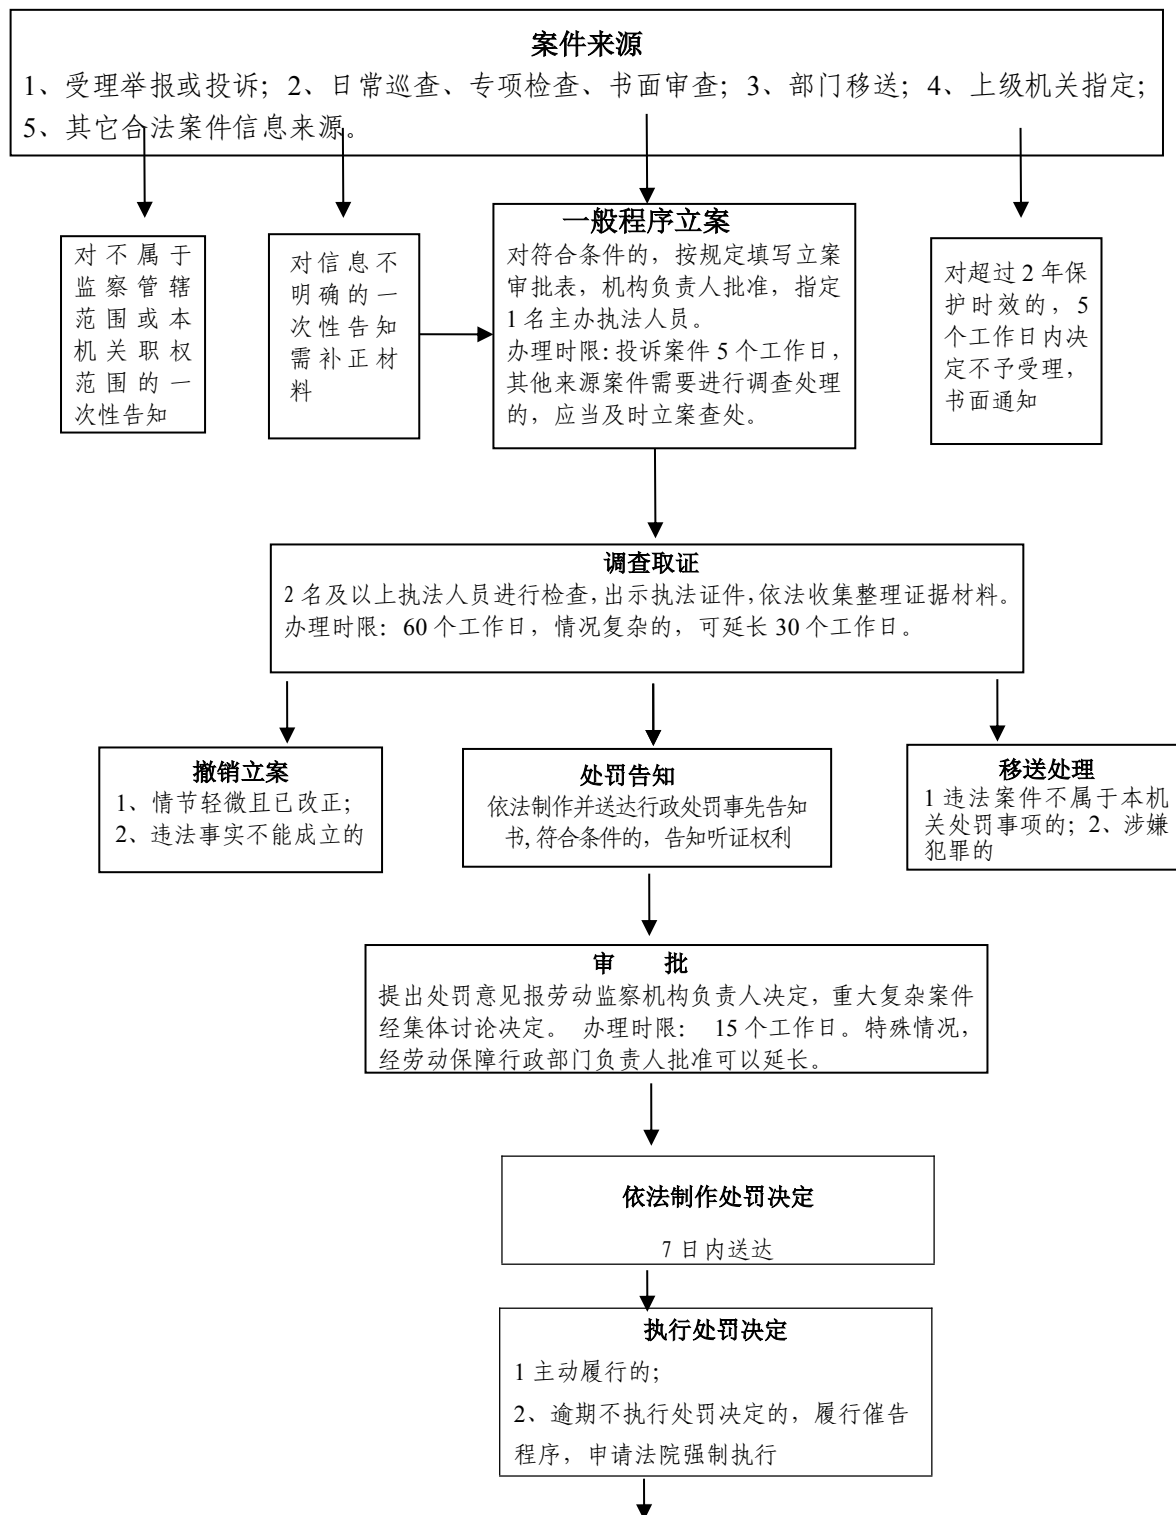 案件来源
1、受理举报或投诉；2、日常巡查、专项检查、书面审查；3、部门移送；4、上级机关指定；
5、其它合法案件信息来源。
对不属于
监察管辖
范围或本
机关职权
范围的一
次性告知
对信息不
明确的一
次性告知
需补正材
料
一般程序立案
对符合条件的，按规定填写立案
审批表，机构负责人批准，指定
1名主办执法人员。
办理时限：投诉案件5个工作日，
其他来源案件需要进行调查处理
的，应当及时立案查处。
对超过2年保
护时效的，5
个工作日内决
定不予受理，
书面通知
调查取证
2名及以上执法人员进行检查，出示执法证件，依法收集整理证据材料。
办理时限：60个工作日，情况复杂的，可延长30个工作日。
撤销立案
1、情节轻微且已改正；
2、违法事实不能成立的
处罚告知
依法制作并送达行政处罚事先告知
书，符合条件的，告知听证权利
移送处理
1 违法案件不属于本机
关处罚事项的；2、涉嫌
犯罪的
审 批
提出处罚意见报劳动监察机构负责人决定，重大复杂案件
经集体讨论决定。 办理时限： 15个工作日。特殊情况，
经劳动保障行政部门负责人批准可以延长。
依法制作处罚决定
7日内送达
执行处罚决定
1 主动履行的；
2、逾期不执行处罚决定的，履行催告
程序，申请法院强制执行